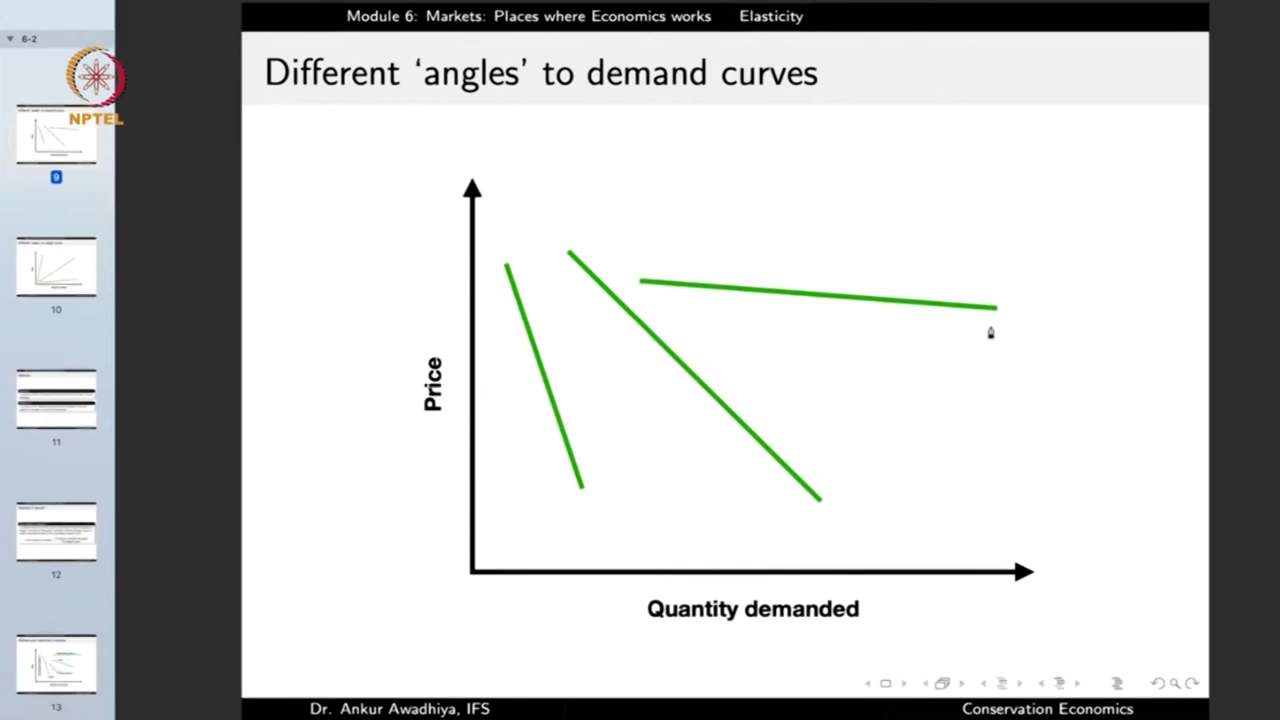 Module 6: Markets: Places where Economics works Elasticity
6-2
NPTEL
Different ‘angles’ to demand curves
9
10
11
12
13
Price
Quantity demanded
Dr. Ankur Awadhiya, IFS
Conservation Economics